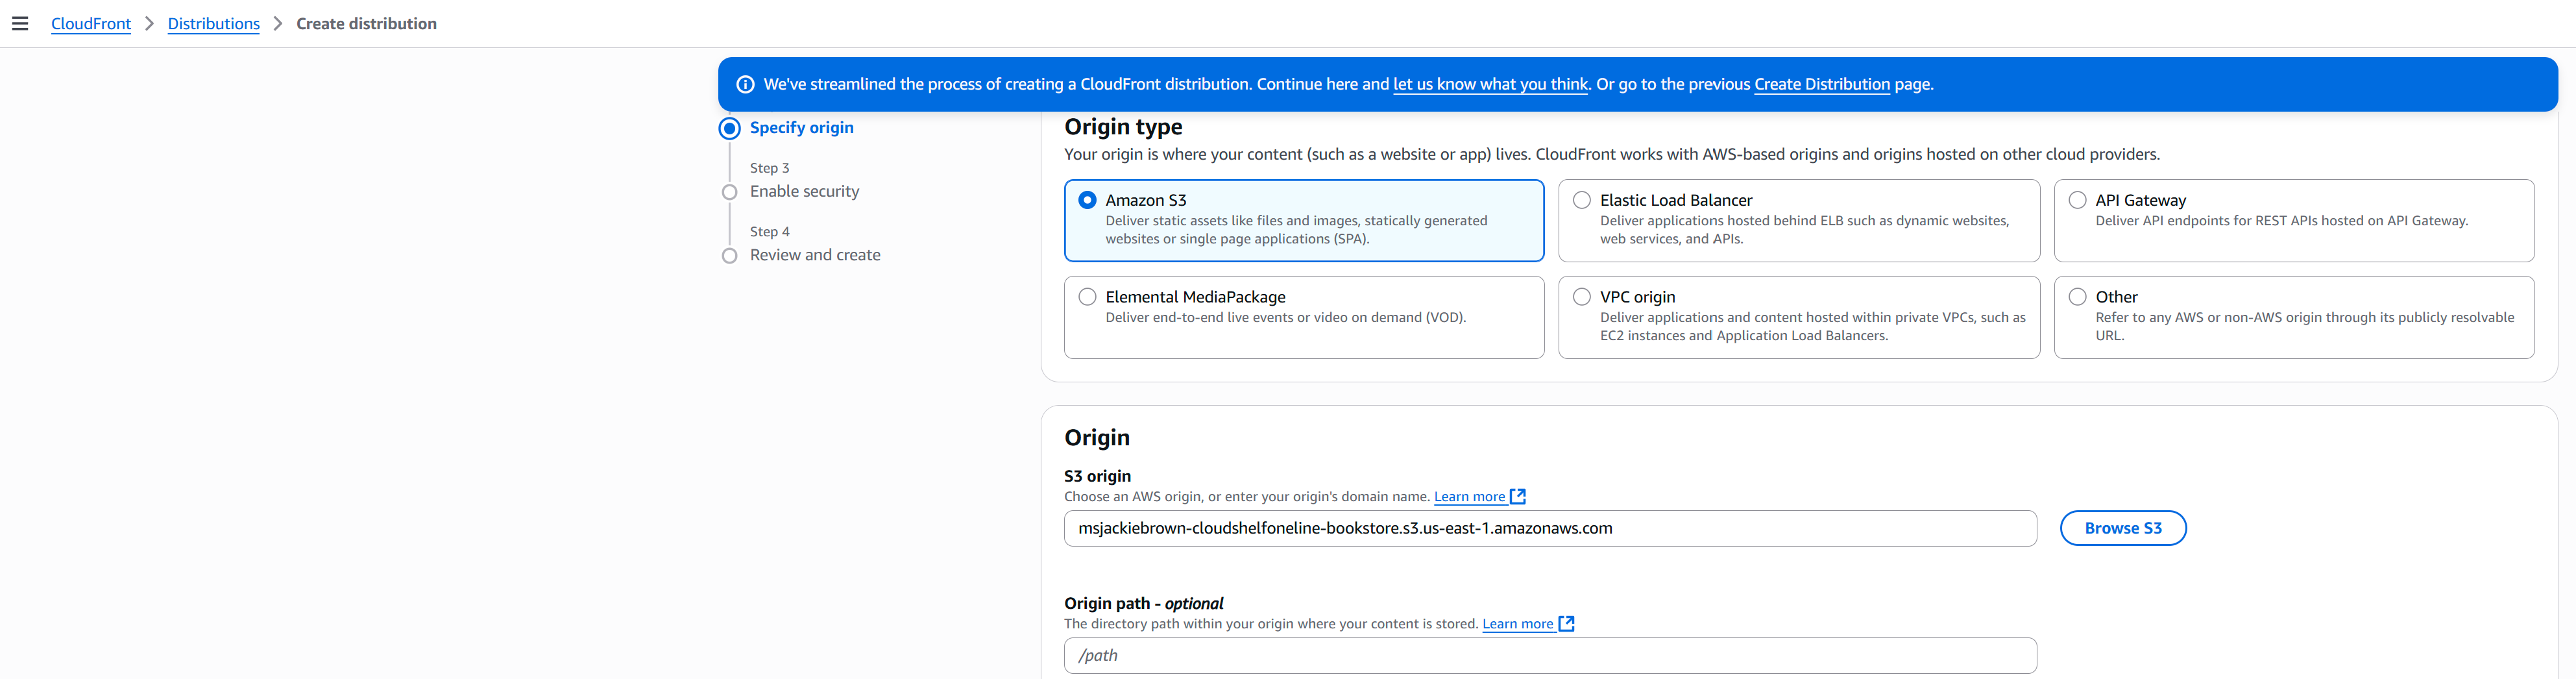 CloudFront > Distributions > Create distribution
We've streamlined the process of creating a CloudFront distribution. Continue here and let us know what you think. Or go to the previous Create Distribution page.
Specify origin
Step 3
Enable security
Step 4
Review and create
Origin type
Your origin is where your content (such as a website or app) lives. CloudFront works with AWS-based origins and origins hosted on other cloud providers.
Amazon S3
Deliver static assets like files and images, statically generated
websites or single page applications (SPA).
Elastic Load Balancer
Deliver applications hosted behind ELB such as dynamic websites,
web services, and APIs.
API Gateway
Deliver API endpoints for REST APIs hosted on API Gateway.
Elemental MediaPackage
Deliver end-to-end live events or video on demand (VOD).
VPC origin
Deliver applications and content hosted within private VPCs, such as
EC2 instances and Application Load Balancers.
Other
Refer to any AWS or non-AWS origin through its publicly resolvable
URL.
Origin
S3 origin
Choose an AWS origin, or enter your origin's domain name. Learn more
msjackiebrown-cloudshelfoneline-bookstore.s3.us-east-1.amazonaws.com
Browse S3
Origin path - optional
The directory path within your origin where your content is stored. Learn more
/path